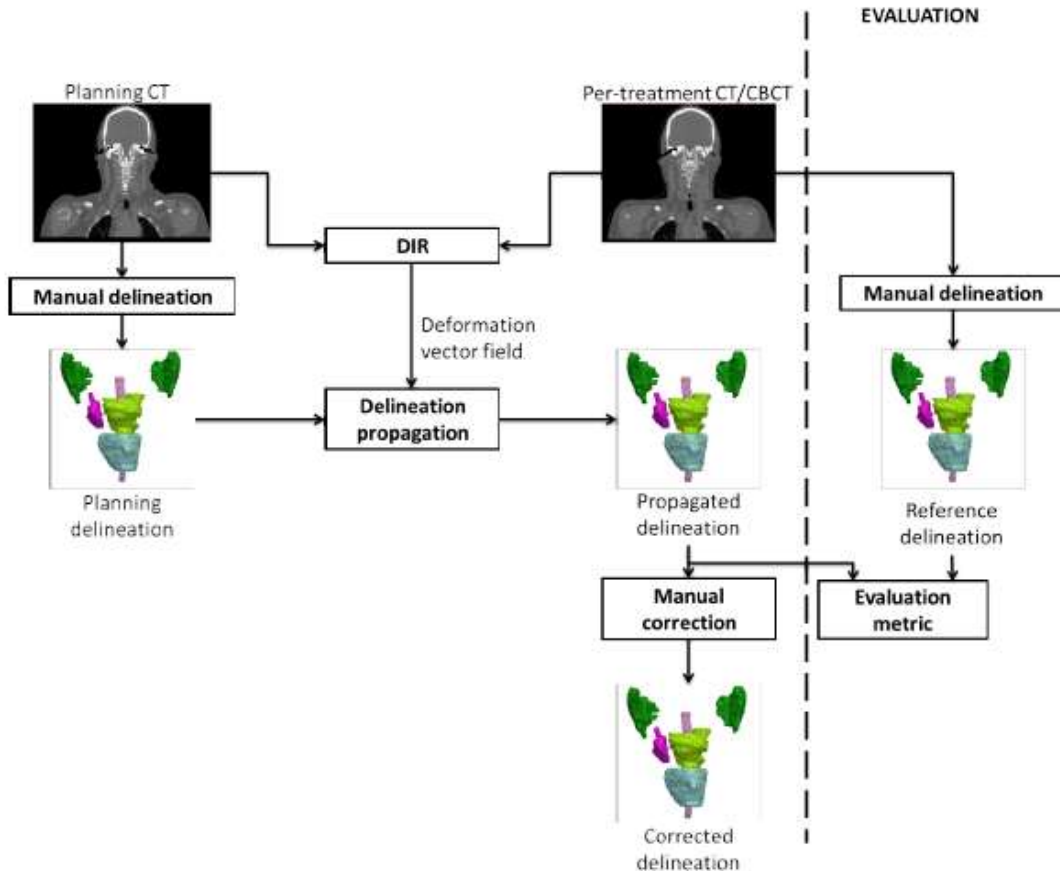 EVALUATION
Planning CT
Per-treatment CT/CBCT
DIR
Manual delineation
Manual delineation
Deformation
vector field
Delineation
propagation
Planning
delineation
Propagated
delineation
Reference
delineation
Manual
correction
Evaluation
metric
Corrected
delineation